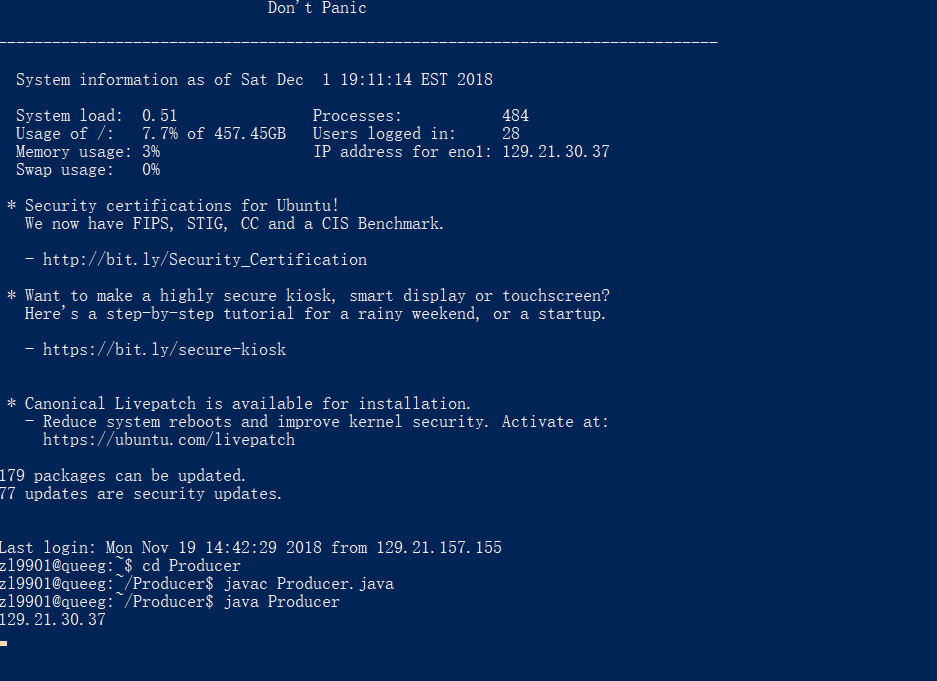 Don't Panic
System information as of Sat Dec 1 19:11:14 EST 2018
System load: 0.51 Processes: 484
Usage of /: 7.7% of 457.45GB Users logged in: 28
Memory usage: 3% IP address for eno1: 129.21.30.37
Swap usage: 0%
* Security certifications for Ubuntu!
We now have FIPS, STIG, CC and a CIS Benchmark.
- http://bit.ly/Security_Certification
* Want to make a highly secure kiosk, smart display or touchscreen?
Here's a step-by-step tutorial for a rainy weekend, or a startup.
- https://bit.ly/secure-kiosk
* Canonical Livepatch is available for installation.
- Reduce system reboots and improve kernel security. Activate at:
https://ubuntu.com/livepatch
179 packages can be updated.
77 updates are security updates.
Last login: Mon Nov 19 14:42:29 2018 from 129.21.157.155
zl9901@queeg:~$ cd Producer
zl9901@queeg:~/Producer$ javac Producer.java
zl9901@queeg:~/Producer$ java Producer
129.21.30.37